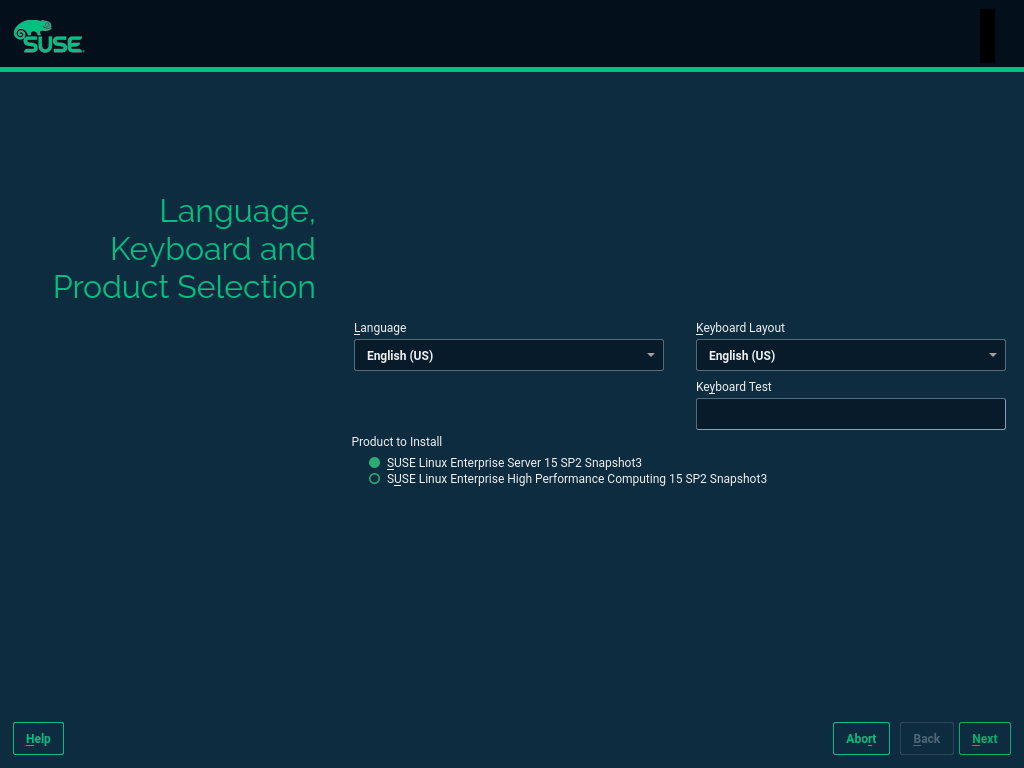 SUSE
Language,
Keyboard and
Product Selection
Language
Keyboard Layout
English (US)
English (US)
Keyboard Test
Product to Install
SUSE Linux Enterprise Server 15 SP2 Snapshot3
SUSE Linux Enterprise High Performance Computing 15 SP2 Snapshot3
Help
Abort
Back
Next